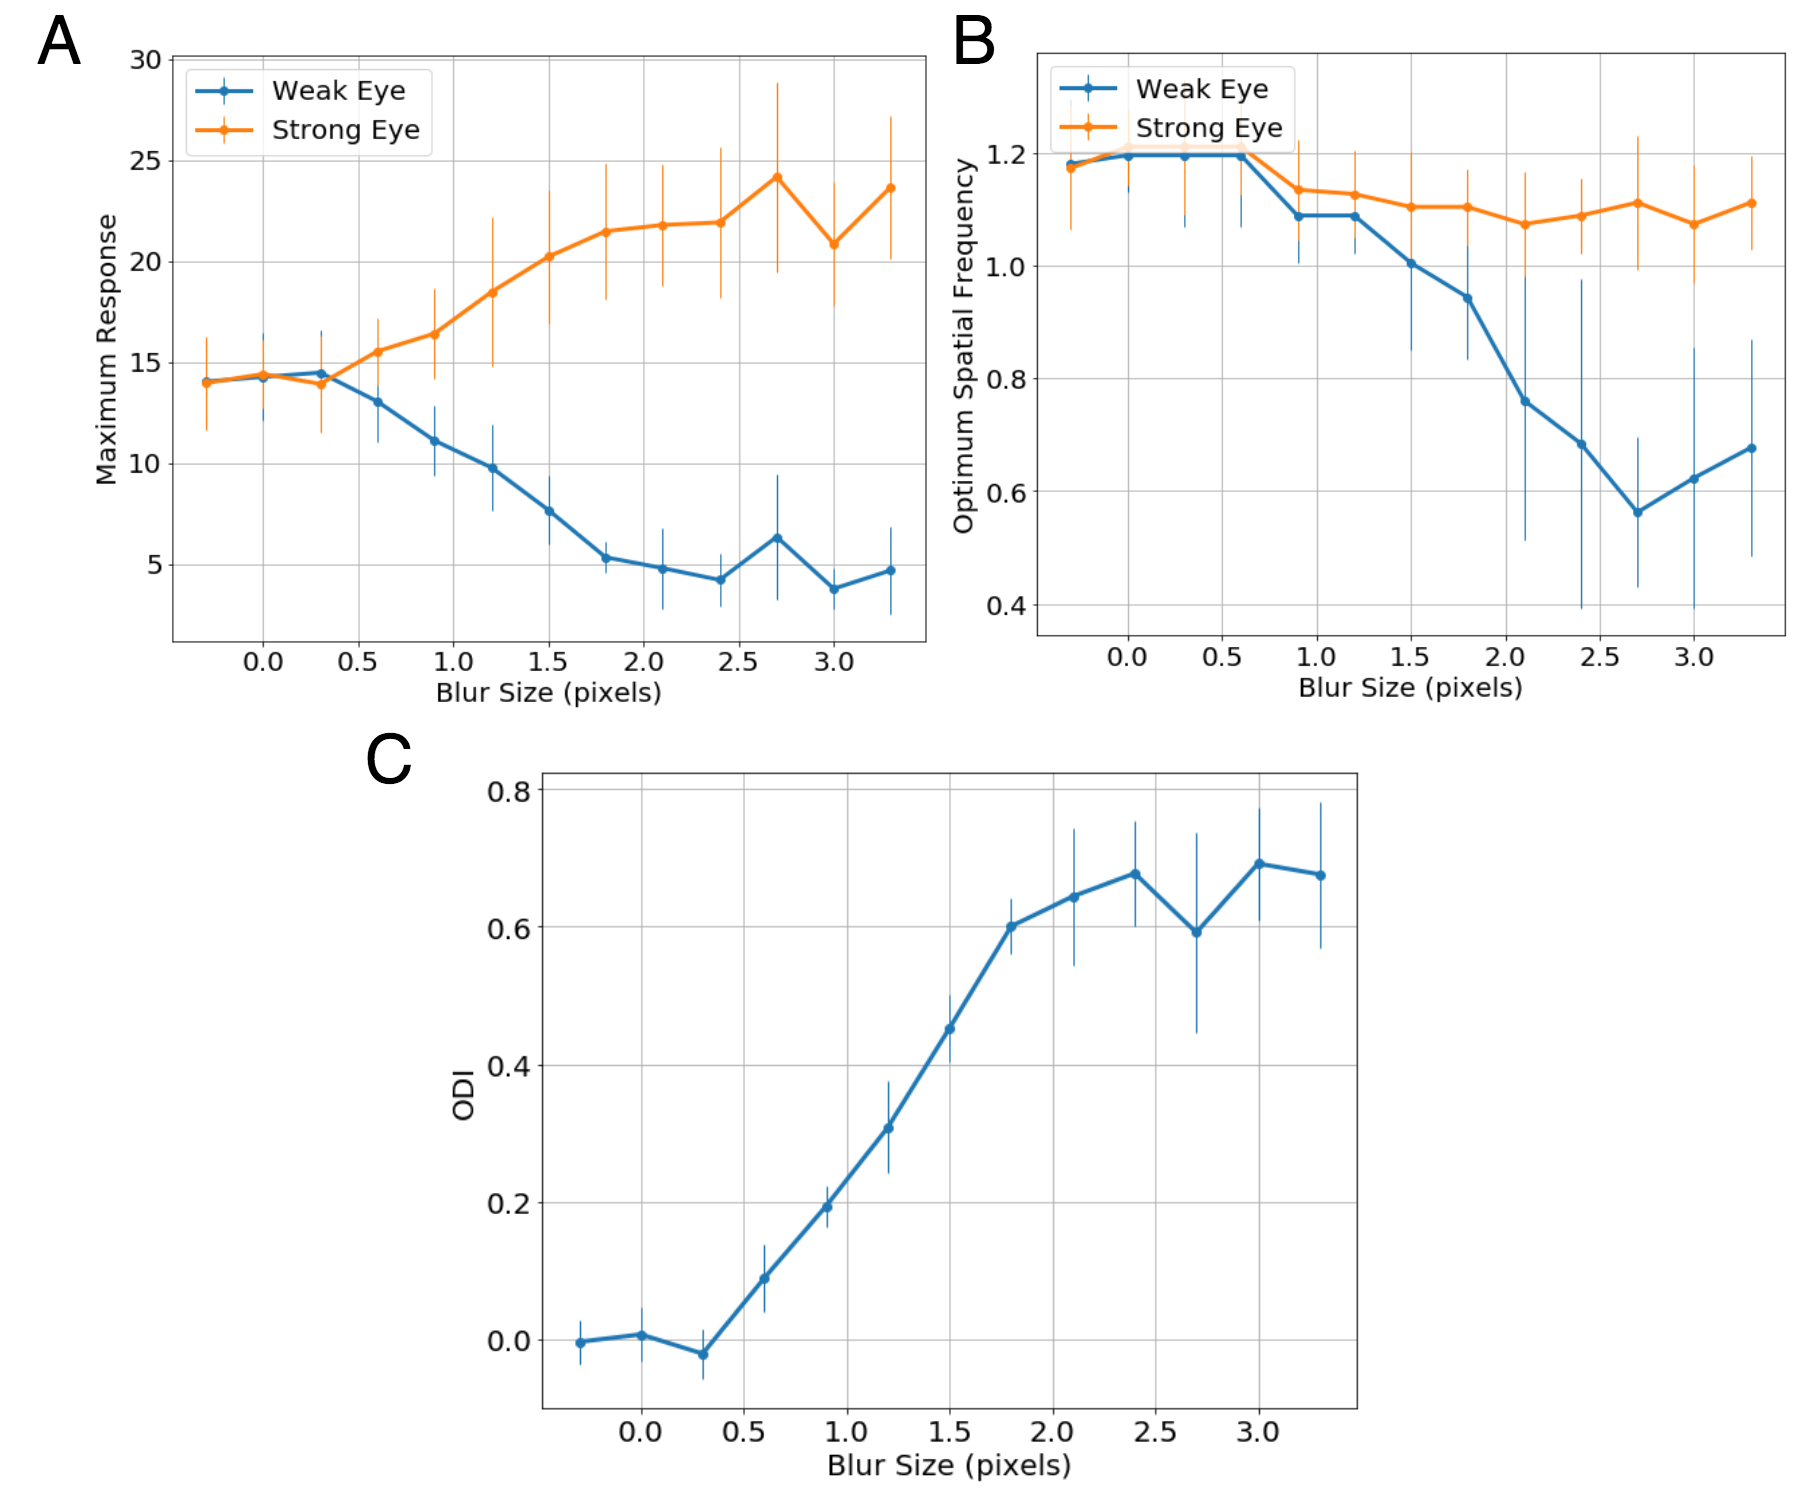 A
30
25
20
15
10
5
Maximum Response
Weak Eye
Strong Eye
0.0 0.5 1.0 1.5 2.0 2.5 3.0
Blur Size (pixels)
B
1.2
1.0
0.8
0.6
0.4
Optimum Spatial Frequency
Weak Eye
Strong Eye
0.0 0.5 1.0 1.5 2.0 2.5 3.0
Blur Size (pixels)
C
0.8
0.6
0.4
0.2
0.0
ODI
0.0 0.5 1.0 1.5 2.0 2.5 3.0
Blur Size (pixels)